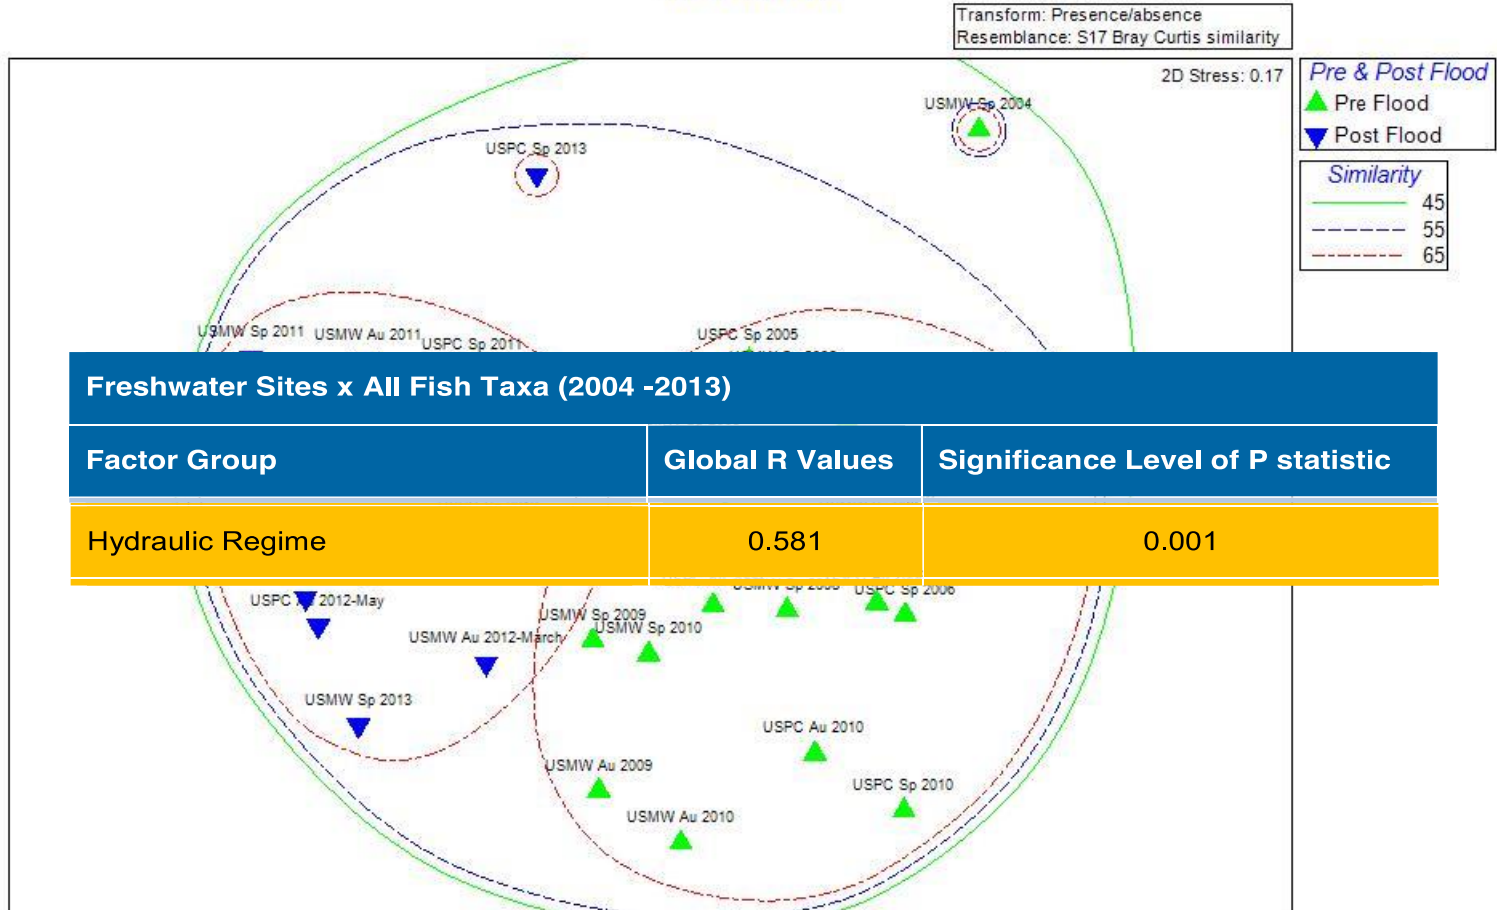 Transform: Presence/absence
Resemblance: S17 Bray Curtis similarity
2D Stress: 0.17
Pre & Post Flood
Pre Flood
Post Flood
Similarity
45
55
65
USMW Sp 2004
USPC Sp 2013
USMW Sp 2011
USMW Au 2011
USPC Sp 2011
USPC Sp 2005
Freshwater Sites x All Fish Taxa (2004 -2013)
Factor Group
Global R Values
Significance Level of P statistic
Hydraulic Regime
0.581
0.001
USPC 2012-May
USMW Sp
USPC Sp 2006
USMW Sp 2009
USMW Sp 2010
USMW Au 2012-March
USMW Sp 2013
USPC Au 2010
USMW Au 2009
USPC Sp 2010
USMW Au 2010